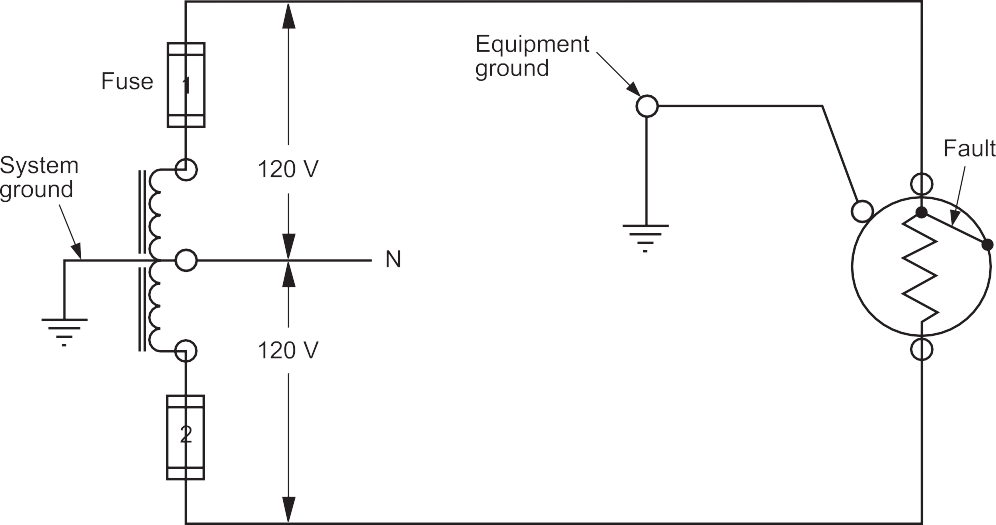 Equipment
ground
Fuse
1
Fault
System
ground
120 V
N
120 V
2